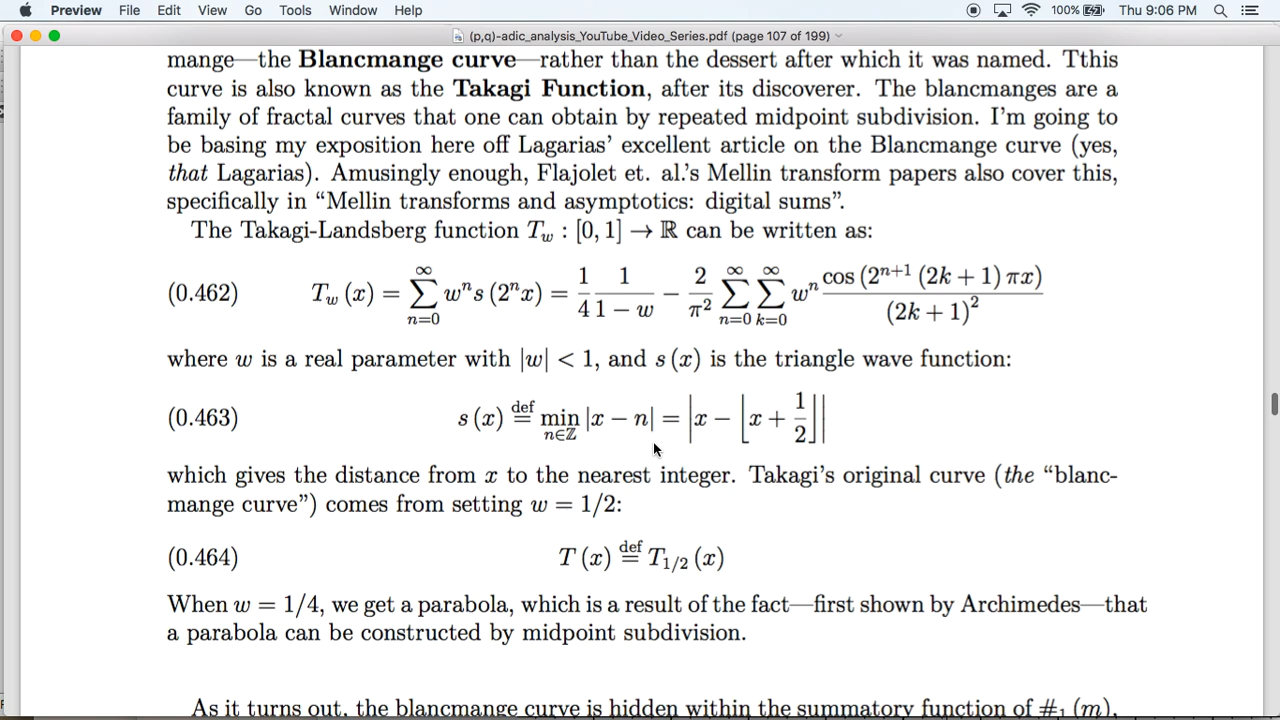 Preview File Edit View Go Tools Window Help 100% Thu 9:06 PM
(p,q)-adic_analysis_YouTube_Video_Series.pdf (page 107 of 199)
mange—the Blancmange curve—rather than the dessert after which it was named. Tthis
curve is also known as the Takagi Function, after its discoverer. The blancmanges are a
family of fractal curves that one can obtain by repeated midpoint subdivision. I'm going to
be basing my exposition here off Lagarias' excellent article on the Blancmange curve (yes,
that Lagarias). Amusingly enough, Flajolet et. al.'s Mellin transform papers also cover this,
specifically in “Mellin transforms and asymptotics: digital sums”.
The Takagi-Landsberg function T_w : [0, 1] → ℝ can be written as:
(0.462) T_w (x) = ∑_{n=0}^{∞} w^n s (2^n x) = 1/4 1/(1 − w) − 2/π² ∑_{n=0}^{∞} ∑_{k=0}^{∞} w^n cos (2^{n+1} (2k + 1) πx) / (2k + 1)²
where w is a real parameter with |w| < 1, and s (x) is the triangle wave function:
(0.463) s (x) def= min_{n∈ℤ} |x − n| = |x − ⌊x + 1/2⌋|
which gives the distance from x to the nearest integer. Takagi's original curve (the “blanc-
mange curve”) comes from setting w = 1/2:
(0.464) T (x) def= T_{1/2} (x)
When w = 1/4, we get a parabola, which is a result of the fact—first shown by Archimedes—that
a parabola can be constructed by midpoint subdivision.
As it turns out, the blancmange curve is hidden within the summatory function of #₁ (m),